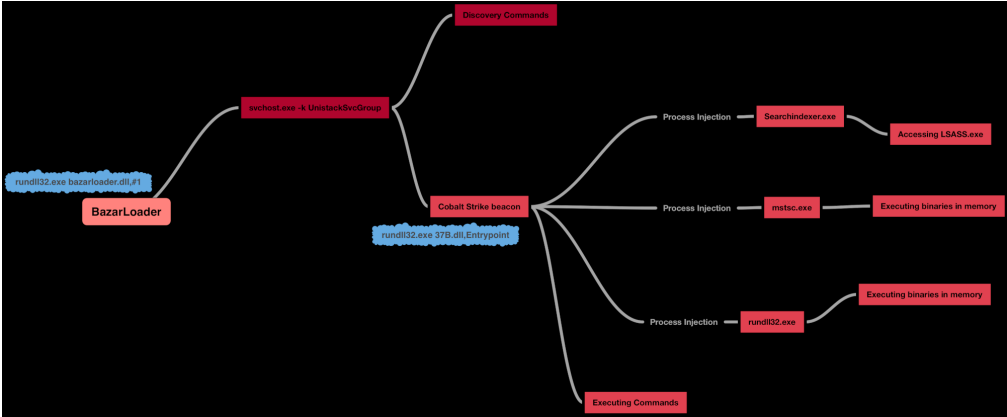 Discovery Commands
svchost.exe -k UnistackSvcGroup
Process Injection
Searchindexer.exe
Accessing LSASS.exe
rundll32.exe bazarloader.dll,#1
BazarLoader
Cobalt Strike beacon
rundll32.exe 37B.dll,Entrypoint
Process Injection
mstsc.exe
Executing binaries in memory
Executing binaries in memory
Process Injection
rundll32.exe
Executing Commands